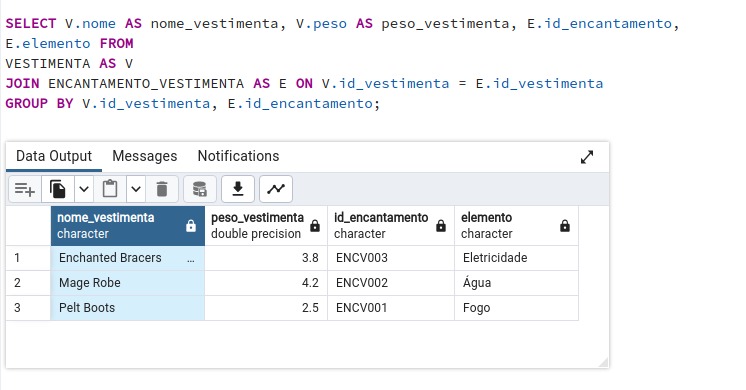 SELECT V.nome AS nome_vestimenta, V.peso AS peso_vestimenta, E.id_encantamento,
E.elemento FROM
VESTIMENTA AS V
JOIN ENCANTAMENTO_VESTIMENTA AS E ON V.id_vestimenta = E.id_vestimenta
GROUP BY V.id_vestimenta, E.id_encantamento;
Data Output Messages Notifications
nome_vestimenta peso_vestimenta id_encantamento elemento
character double precision character character
1 Enchanted Bracers ... 3.8 ENCV003 Eletricidade
2 Mage Robe 4.2 ENCV002 Água
3 Pelt Boots 2.5 ENCV001 Fogo